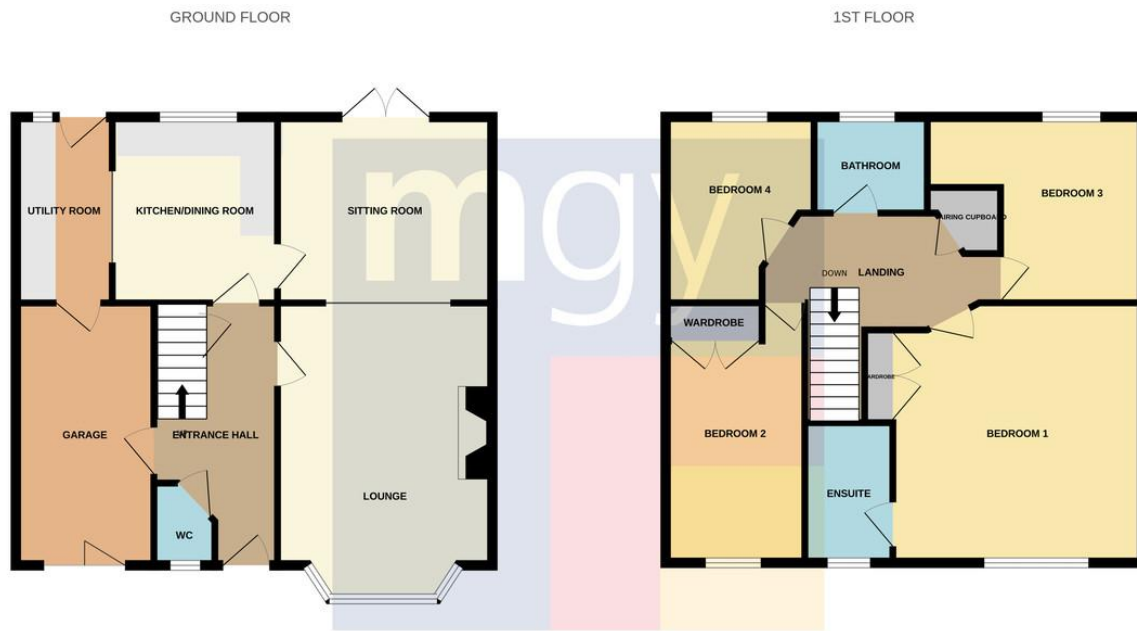 GROUND FLOOR
1ST FLOOR
UTILITY ROOM
KITCHEN/DINING ROOM
SITTING ROOM
GARAGE
ENTRANCE HALL
LOUNGE
WC
BEDROOM 4
BATHROOM
BEDROOM 3
AIRING CUPBOARD
LANDING
DOWN
WARDROBE
WARDROBE
BEDROOM 2
BEDROOM 1
ENSUITE
mgy